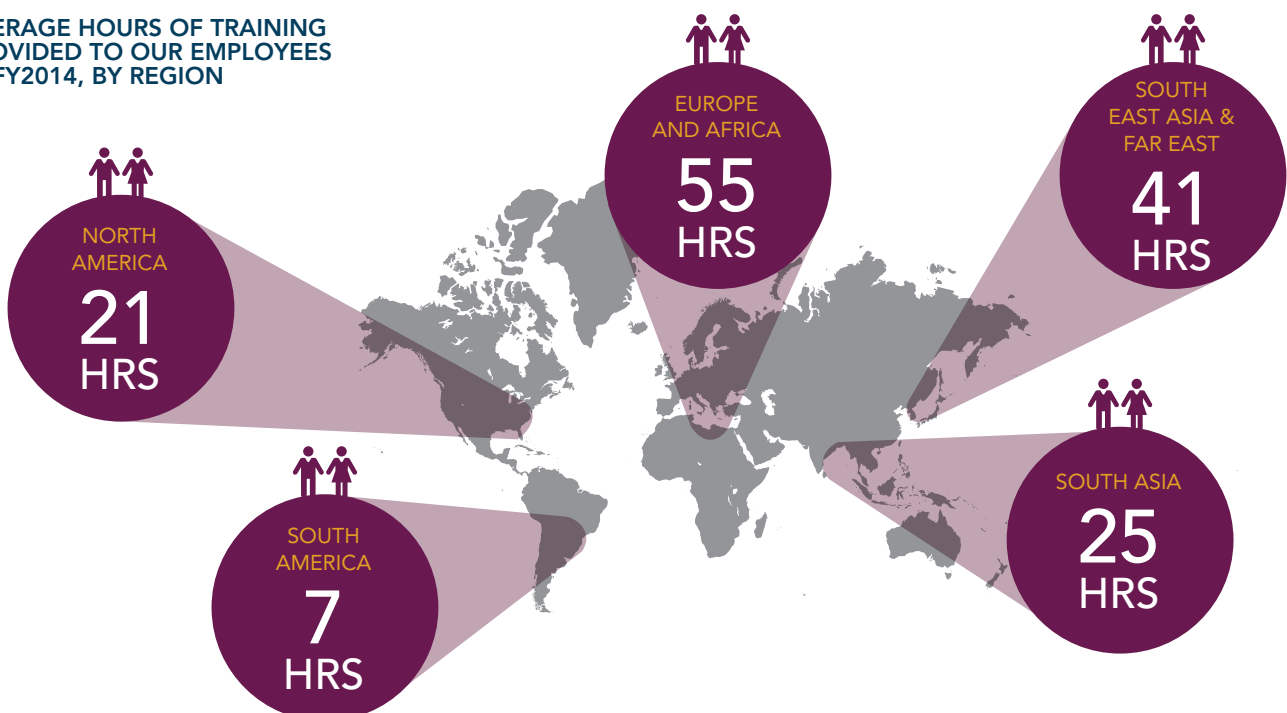 ERAGE HOURS OF TRAINING
OVIDED TO OUR EMPLOYEES
FY2014, BY REGION
EUROPE
AND AFRICA
55
HRS
SOUTH
EAST ASIA &
FAR EAST
41
HRS
NORTH
AMERICA
21
HRS
SOUTH ASIA
25
HRS
SOUTH
AMERICA
7
HRS